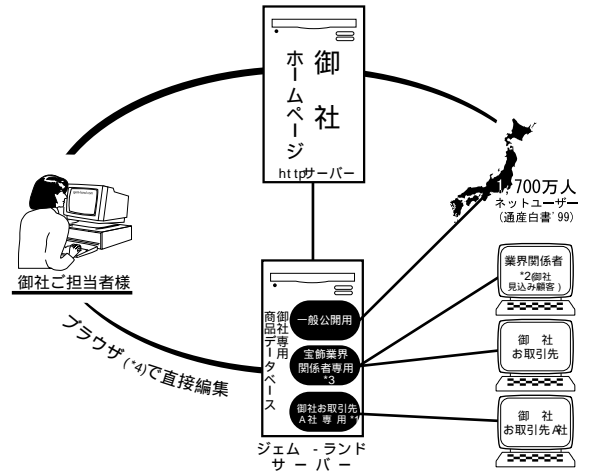 御社
ホームページ
httpサーバー
,700万人
ネットユーザー
(通産白書'99)
御社ご担当者様
ブラウザ(*4)で直接編集
御社専用
商品データベース
一般公開用
宝飾業界
関係者専用
*3
御社お取引先
A社専用*1
ジェム -ランド
サーバー
業界関係者
*2(御社
見込み顧客)
御社
お取引先
御社
お取引先A社